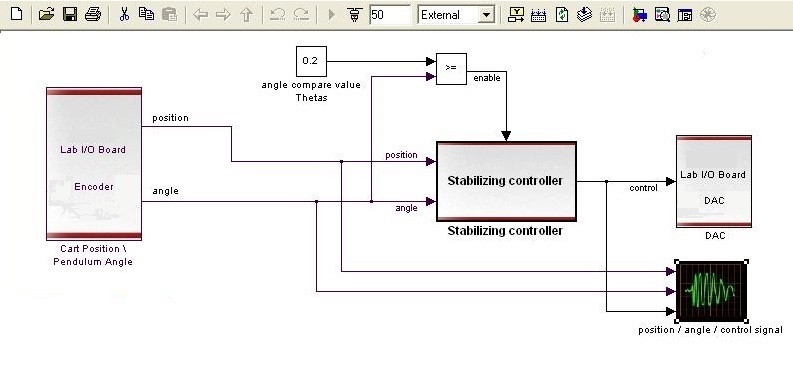 50
External
0.2
>=
angle compare value
Thetas
enable
position
Lab I/O Board
Encoder
angle
position
angle
Stabilizing controller
Stabilizing controller
control
Lab I/O Board
DAC
DAC
Cart Position \
Pendulum Angle
position / angle / control signal